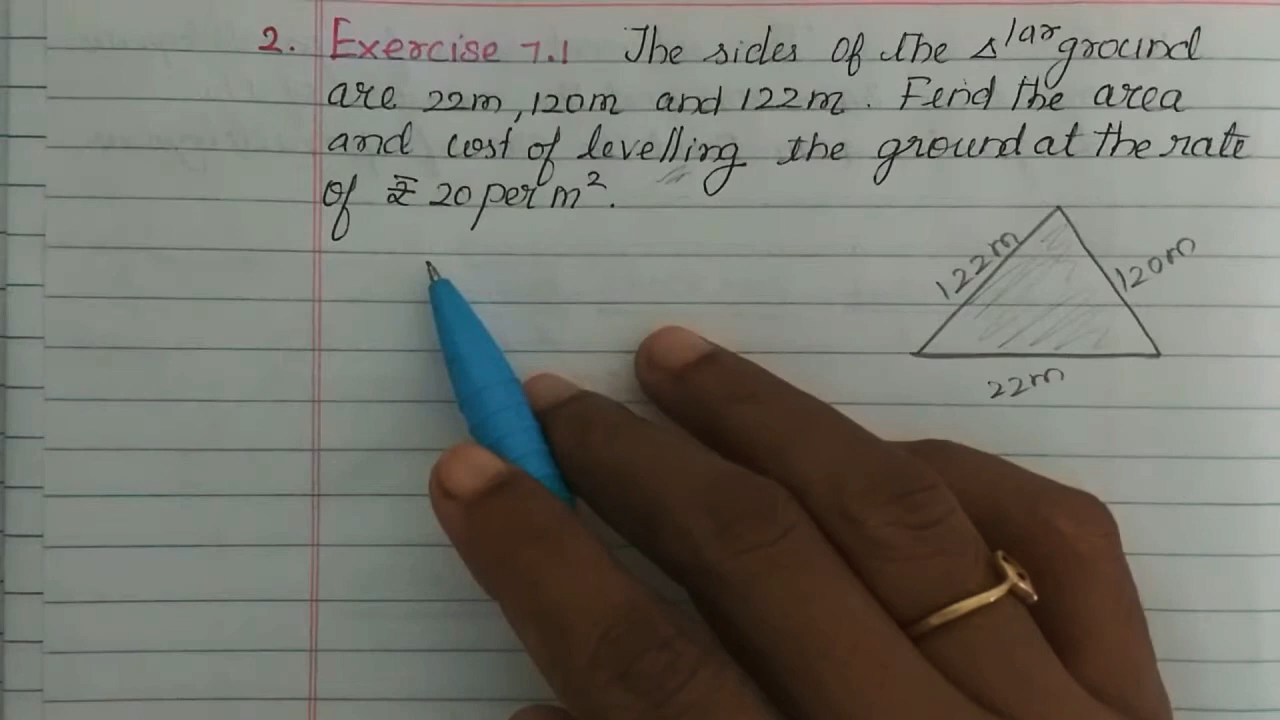 2. Exercise 7.1 The sides of the Δlar ground
are 22m, 120m and 122m. Find the area
and cost of levelling the ground at the rate
of ₹ 20 per m².
122m
120m
22m